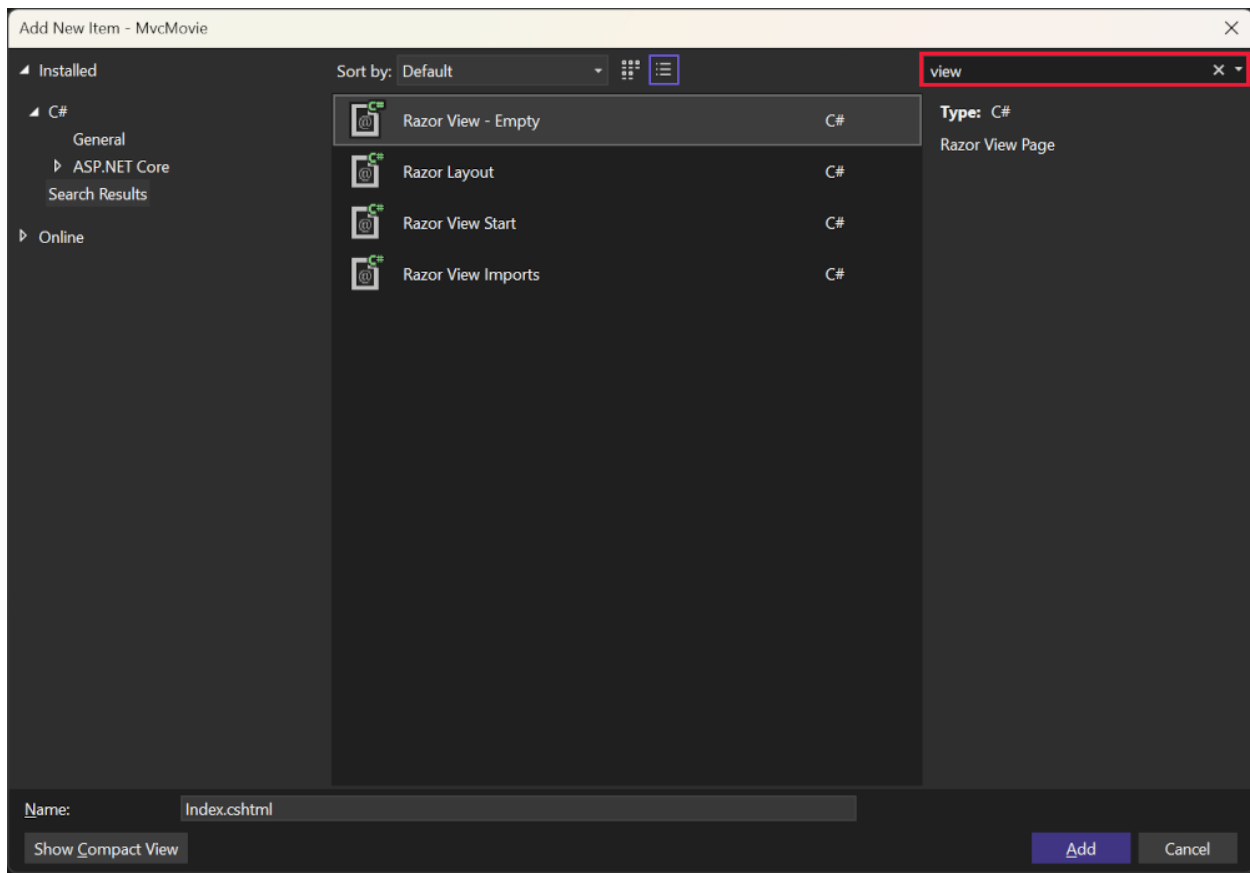 Add New Item - MvcMovie
Installed
C#
General
ASP.NET Core
Search Results
Online
Sort by: Default
Razor View - Empty C#
Razor Layout C#
Razor View Start C#
Razor View Imports C#
view
Type: C#
Razor View Page
Name: Index.cshtml
Show Compact View
Add Cancel